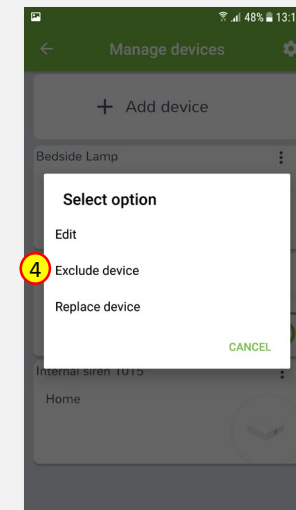 48% 13:1
Manage devices
+ Add device
Bedside Lamp
Select option
Edit
4 Exclude device
Replace device
CANCEL
Internal siren 1015
Home